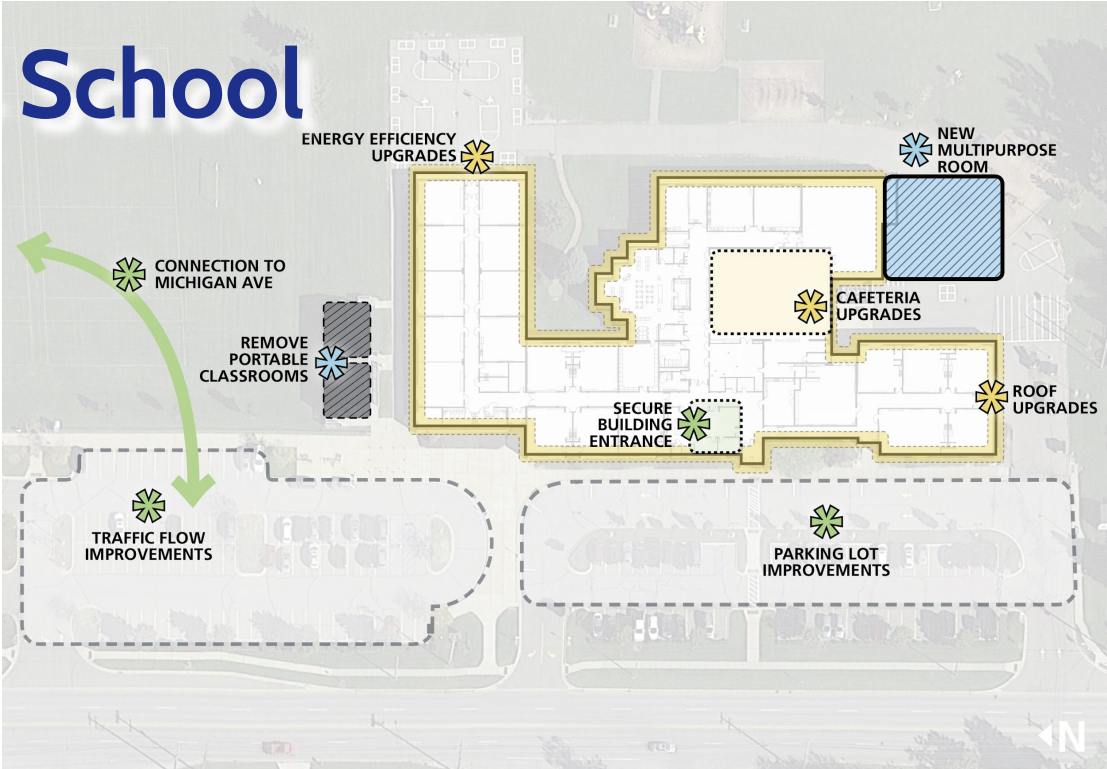 School
ENERGY EFFICIENCY
UPGRADES
NEW
MULTIPURPOSE
ROOM
CONNECTION TO
MICHIGAN AVE
CAFETERIA
UPGRADES
REMOVE
PORTABLE
CLASSROOMS
ROOF
UPGRADES
SECURE
BUILDING
ENTRANCE
TRAFFIC FLOW
IMPROVEMENTS
PARKING LOT
IMPROVEMENTS
N